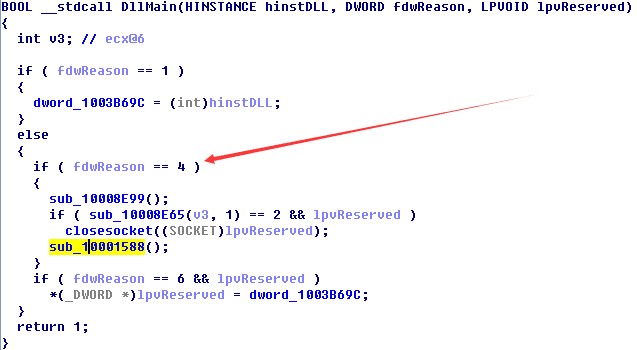 BOOL __stdcall DllMain(HINSTANCE hinstDLL, DWORD fdwReason, LPVOID lpvReserved)
{
  int v3; // ecx@6

  if ( fdwReason == 1 )
  {
    dword_1003B69C = (int)hinstDLL;
  }
  else
  {
    if ( fdwReason == 4 )
    {
      sub_10008E99();
      if ( sub_10008E65(v3, 1) == 2 && lpvReserved )
        closesocket((SOCKET)lpvReserved);
      sub_10001588();
    }
    if ( fdwReason == 6 && lpvReserved )
      *(_DWORD *)lpvReserved = dword_1003B69C;
  }
  return 1;
}